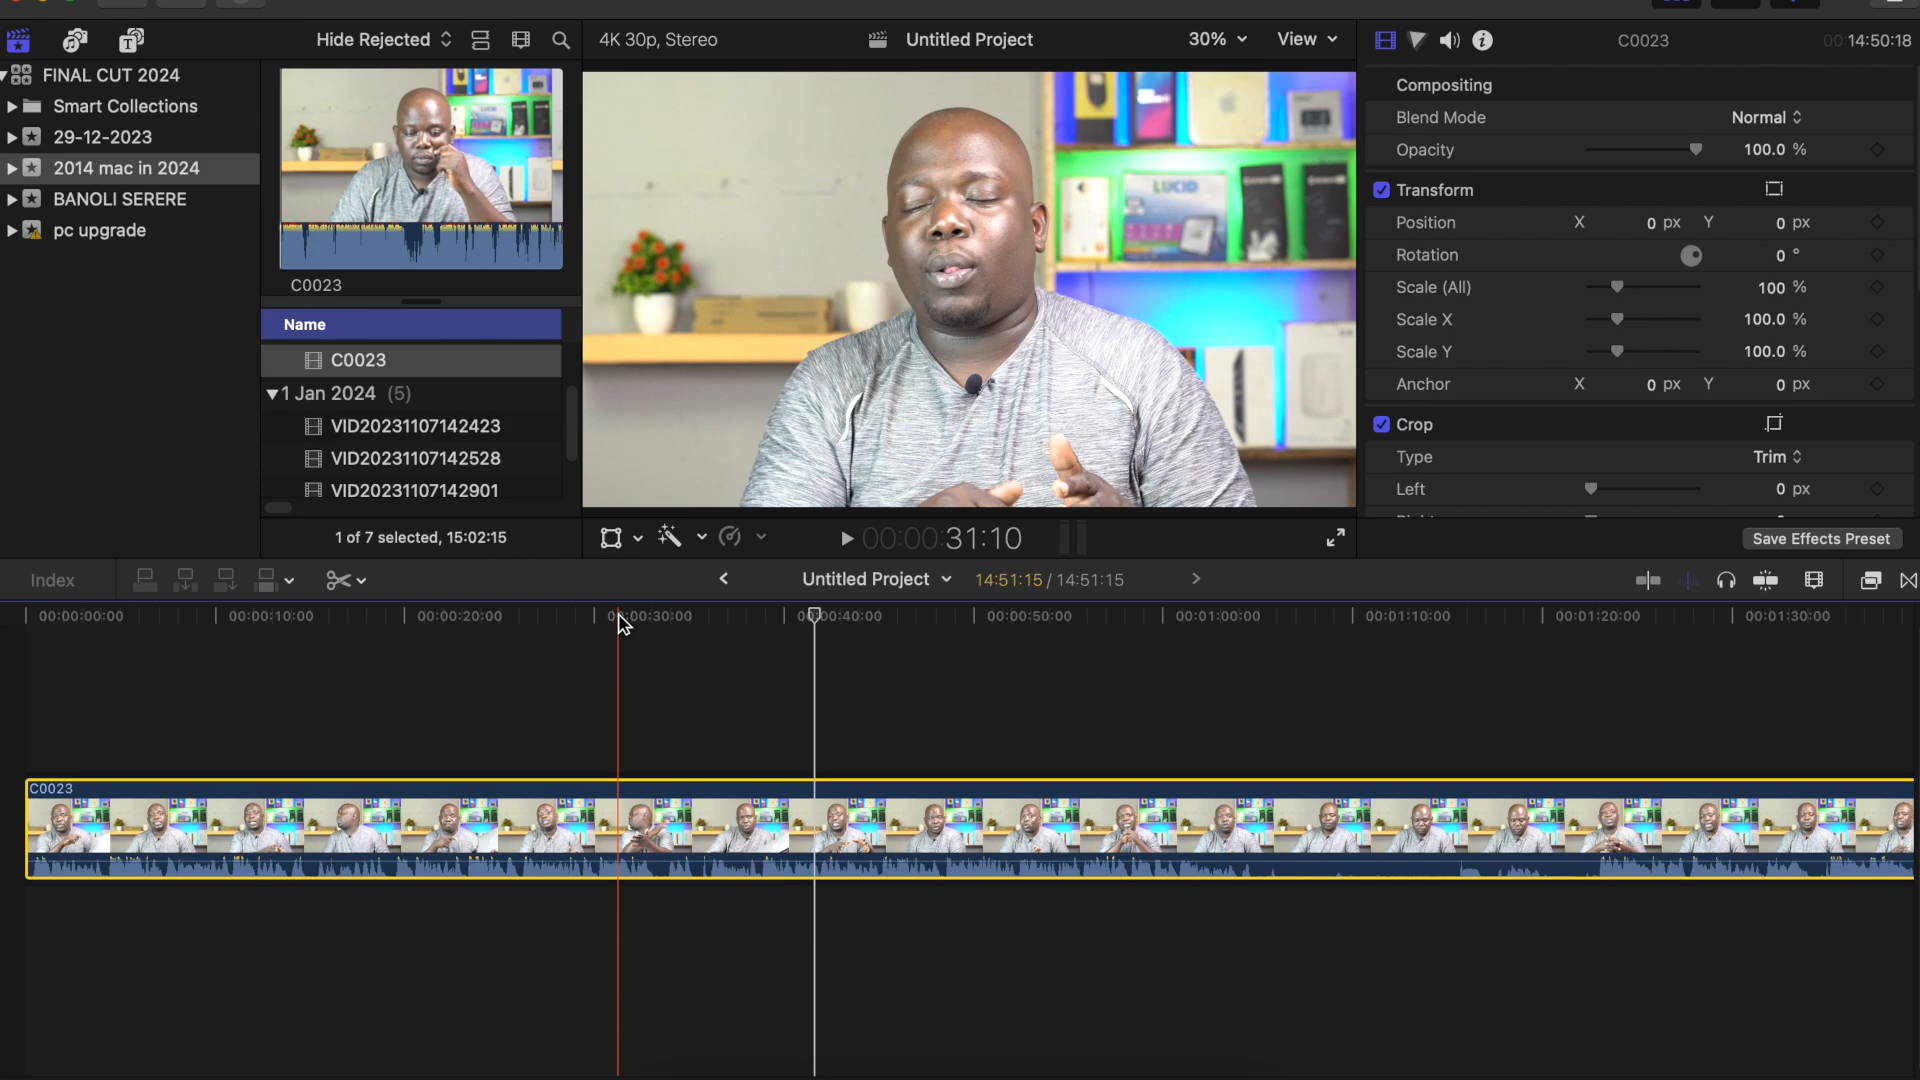 Hide Rejected
4K 30p, Stereo
Untitled Project
30%
View
C0023
00:14:50:18
FINAL CUT 2024
Smart Collections
29-12-2023
2014 mac in 2024
BANOLI SERERE
pc upgrade
C0023
Name
C0023
1 Jan 2024 (5)
VID20231107142423
VID20231107142528
VID20231107142901
1 of 7 selected, 15:02:15
LUCID
00:00:00:31:10
Compositing
Blend Mode Normal
Opacity 100.0 %
Transform
Position X 0 px Y 0 px
Rotation 0 °
Scale (All) 100 %
Scale X 100.0 %
Scale Y 100.0 %
Anchor X 0 px Y 0 px
Crop
Type Trim
Left 0 px
Save Effects Preset
Index
Untitled Project
14:51:15 / 14:51:15
00:00:00:00 00:00:10:00 00:00:20:00 00:00:30:00 00:00:40:00 00:00:50:00 00:01:00:00 00:01:10:00 00:01:20:00 00:01:30:00
C0023